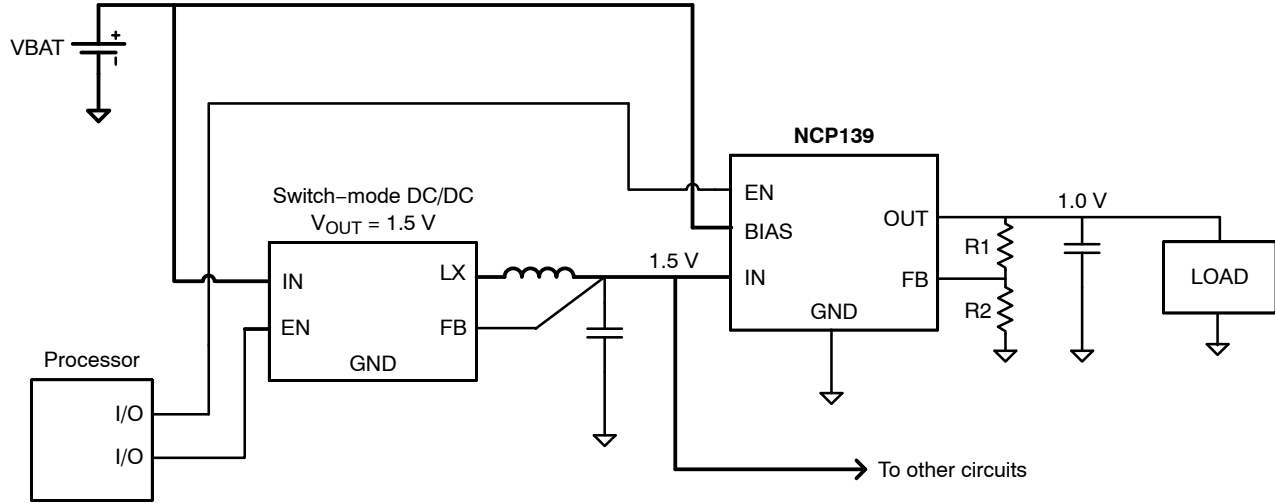 VBAT
+
NCP139
Switch−mode DC/DC
VOUT = 1.5 V
EN
BIAS
IN
GND
OUT
FB
1.0 V
R1
R2
LOAD
IN
EN
LX
FB
GND
1.5 V
Processor
I/O
I/O
To other circuits